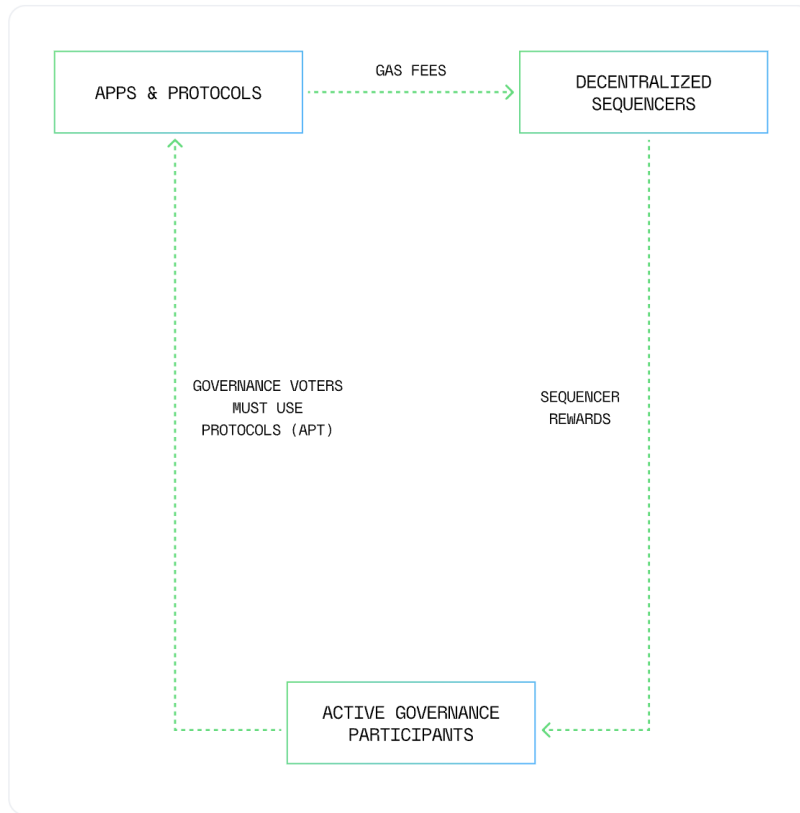 APPS & PROTOCOLS
GAS FEES
DECENTRALIZED
SEQUENCERS
GOVERNANCE VOTERS
MUST USE
PROTOCOLS (APT)
SEQUENCER
REWARDS
ACTIVE GOVERNANCE
PARTICIPANTS